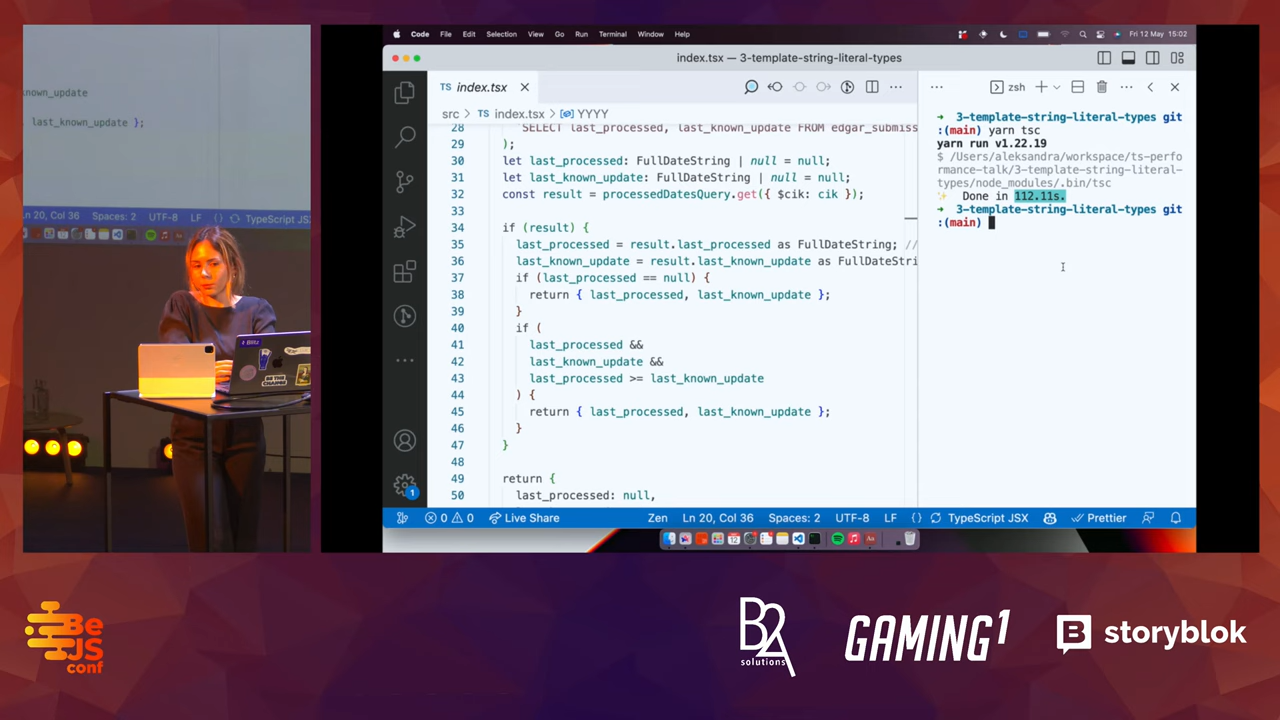 known_update
last_known_update };
Ln 20, Col 36 Spaces: 2 UTF-8 LF {} TypeScript JSX
Blitz
Code File Edit Selection View Go Run Terminal Window Help Fri 12 May 15:02
index.tsx — 3-template-string-literal-types
TS index.tsx
src > TS index.tsx > YYYY
28 "SELECT last_processed, last_known_update FROM edgar_submiss
29 );
30 let last_processed: FullDateString | null = null;
31 let last_known_update: FullDateString | null = null;
32 const result = processedDatesQuery.get({ $cik: cik });
33
34 if (result) {
35 last_processed = result.last_processed as FullDateString; //
36 last_known_update = result.last_known_update as FullDateStri
37 if (last_processed == null) {
38 return { last_processed, last_known_update };
39 }
40 if (
41 last_processed &&
42 last_known_update &&
43 last_processed >= last_known_update
44 ) {
45 return { last_processed, last_known_update };
46 }
47 }
48
49 return {
50 last_processed: null,
zsh
→ 3-template-string-literal-types git
:(main) yarn tsc
yarn run v1.22.19
$ /Users/aleksandra/workspace/ts-perfo
rmance-talk/3-template-string-literal-
types/node_modules/.bin/tsc
✨ Done in 112.11s.
→ 3-template-string-literal-types git
:(main)
1
0 0 Live Share Zen Ln 20, Col 36 Spaces: 2 UTF-8 LF {} TypeScript JSX Prettier
Be
JS
conf
B2A
solutions
GAMING1
storyblok